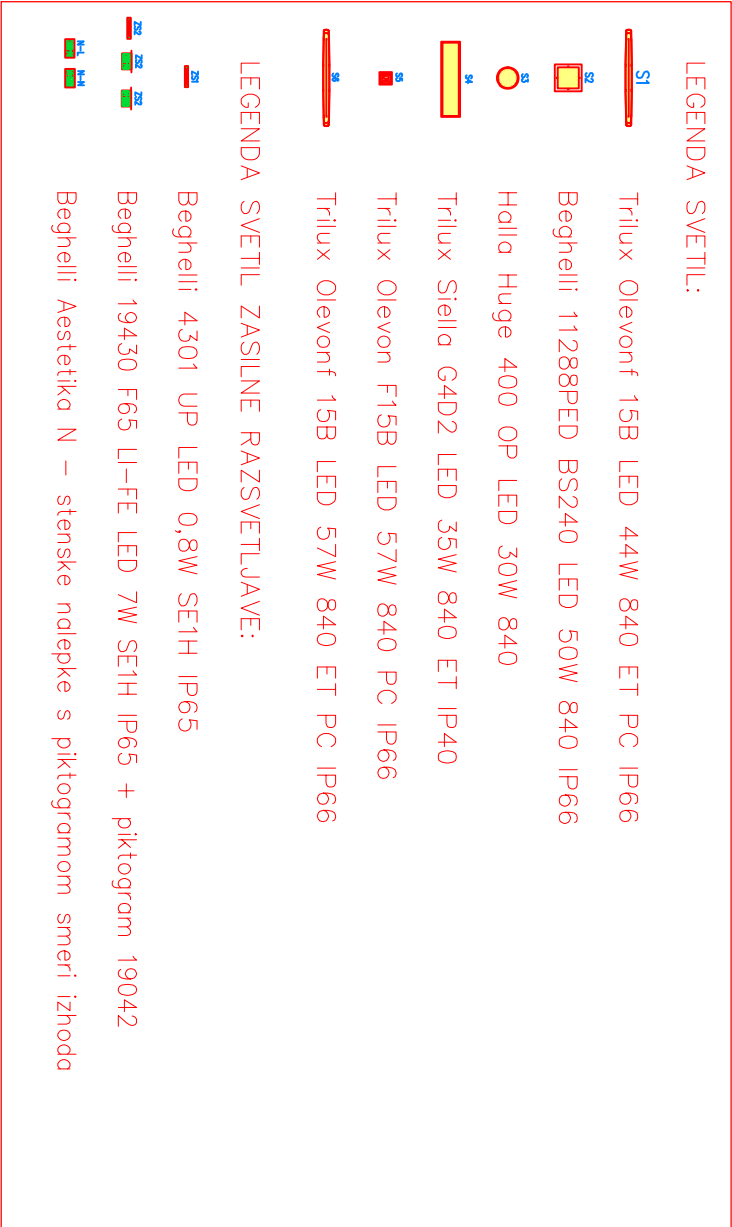 LEGENDA SVETIL:
S1 Trilux Olevonf 15B LED 44W 840 ET PC IP66
S2 Beghelli 11288PED BS240 LED 50W 840 IP66
S3 Halla Huge 400 OP LED 30W 840
S4 Trilux Siella G4D2 LED 35W 840 ET IP40
S5 Trilux Olevon F15B LED 57W 840 PC IP66
S6 Trilux Olevonf 15B LED 57W 840 ET PC IP66
LEGENDA SVETIL ZASILNE RAZSVETLJAVE:
ZS1 Beghelli 4301 UP LED 0,8W SE1H IP65
ZS2 ZS2 ZS2 Beghelli 19430 F65 LI-FE LED 7W SE1H IP65 + piktogram 19042
N-L N-N Beghelli Aestetika N - stenske nalepke s piktogramom smeri izhoda